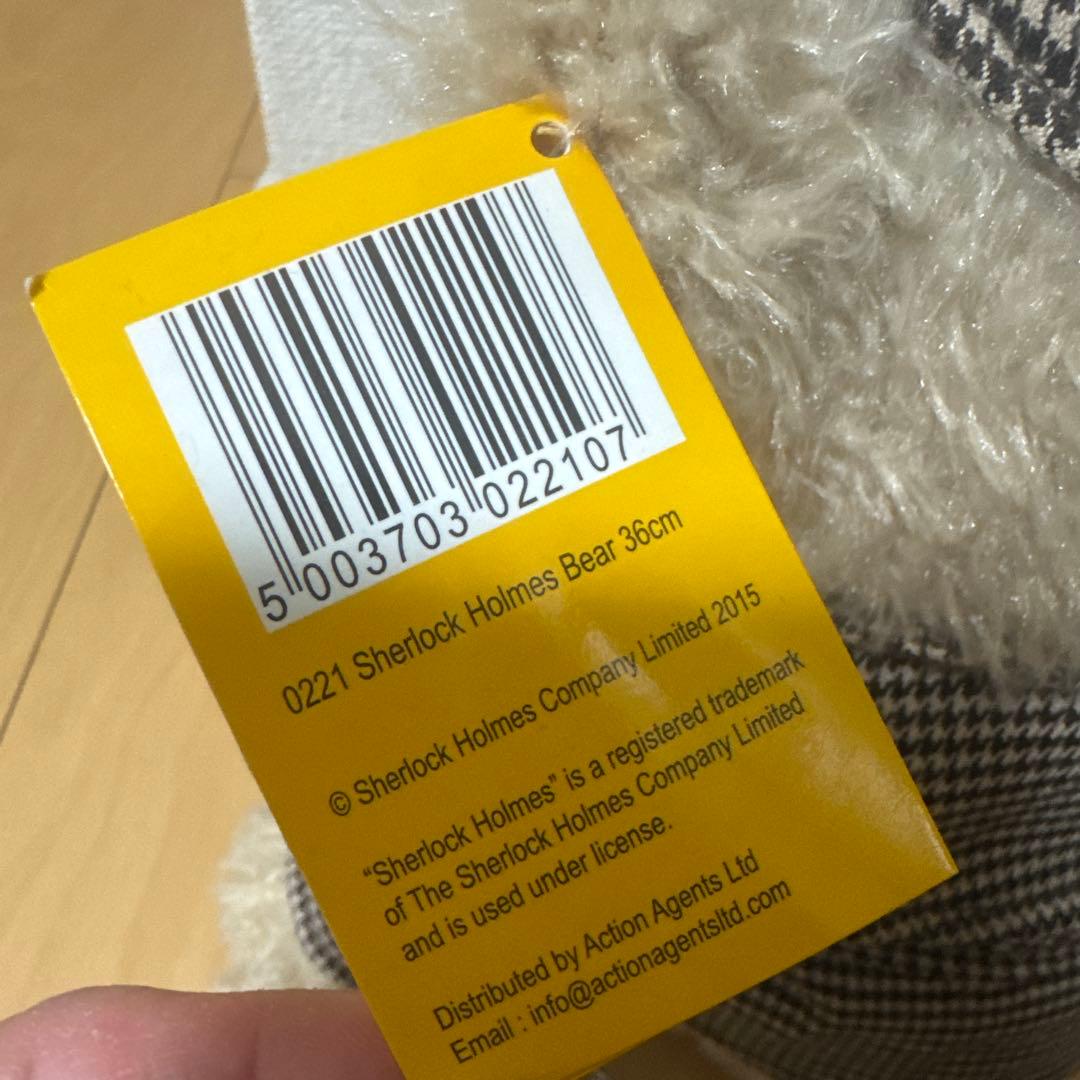 5 003703 022107
0221 Sherlock Holmes Bear 36cm
© Sherlock Holmes Company Limited 2015
“Sherlock Holmes” is a registered trademark
of The Sherlock Holmes Company Limited
and is used under license.
Distributed by Action Agents Ltd
Email : info@actionagentsltd.com